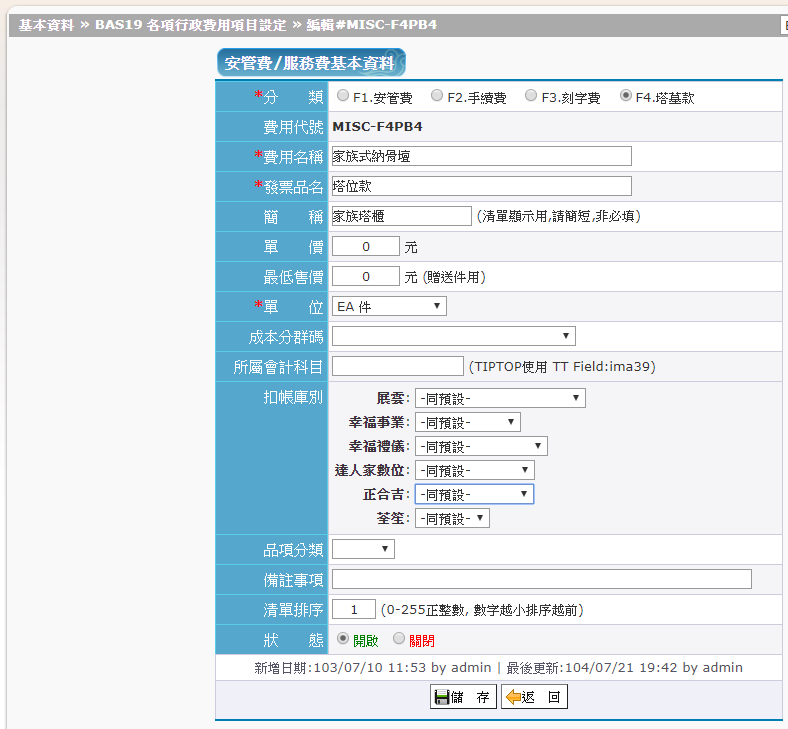 基本資料 » BAS19 各項行政費用項目設定 » 編輯#MISC-F4PB4
安管費/服務費基本資料
*分 類 F1.安管費 F2.手續費 F3.刻字費 F4.塔墓款
費用代號 MISC-F4PB4
*費用名稱 家族式納骨壇
*發票品名 塔位款
簡 稱 家族塔櫃 (清單顯示用,請簡短,非必填)
單 價 0 元
最低售價 0 元 (贈送件用)
*單 位 EA 件
成本分群碼
所屬會計科目 (TIPTOP使用 TT Field:ima39)
扣帳庫別 展雲: -同預設-
幸福事業: -同預設-
幸福禮儀: -同預設-
達人家數位: -同預設-
正合吉: -同預設-
荃笙: -同預設-
品項分類
備註事項
清單排序 1 (0-255正整數, 數字越小排序越前)
狀 態 開啟 關閉
新增日期:103/07/10 11:53 by admin | 最後更新:104/07/21 19:42 by admin
儲 存 返 回